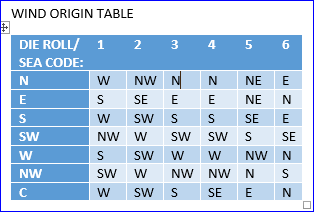 WIND ORIGIN TABLE
DIE ROLL/ SEA CODE: 1 2 3 4 5 6
N W NW N N NE E
E S SE E E NE N
S W SW S S SE E
SW NW W SW SW S SE
W S SW W W NW N
NW SW W NW NW N S
C W SW S SE E N